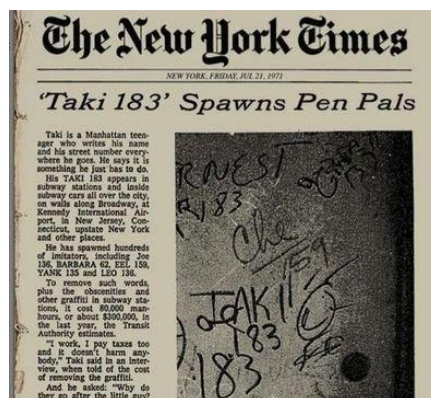 The New York Times
NEW YORK, FRIDAY, JUL 21, 1971
'Taki 183' Spawns Pen Pals
Taki is a Manhattan teen-
ager who writes his name
and his street number every-
where he goes. He says it is
something he just has to do.
His TAKI 183 appears in
subway stations and inside
subway cars all over the city,
on walls along Broadway, at
Kennedy International Air-
port, in New Jersey, Con-
necticut, upstate New York
and other places.
He has spawned hundreds
of imitators, including Joe
136, BARBARA 62, EEL 159,
YANK 135 and LEO 136.
To remove such words,
plus the obscenities and
other graffiti in subway sta-
tions, it cost 80,000 man-
hours, or about $300,000, in
the last year, the Transit
Authority estimates.
"I work, I pay taxes too
and it doesn't harm any-
body," Taki said in an inter-
view, when told of the cost
of removing the graffiti.
And he asked: "Why do
they go after the little guy?
RNEST
183
Che
159
TAKI
183
183